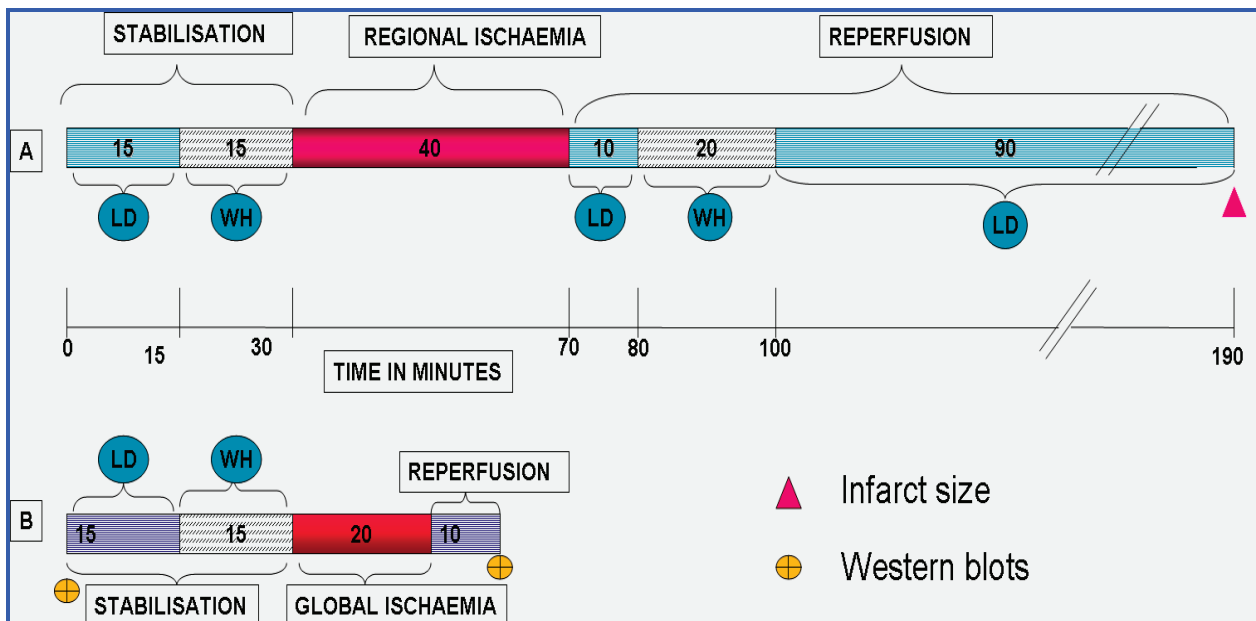 STABILISATION
REGIONAL ISCHAEMIA
REPERFUSION
A
15
15
40
10
20
90
LD
WH
LD
WH
LD
0
15
30
70
80
100
190
TIME IN MINUTES
LD
WH
REPERFUSION
B
15
15
20
10
STABILISATION
GLOBAL ISCHAEMIA
Infarct size
Western blots